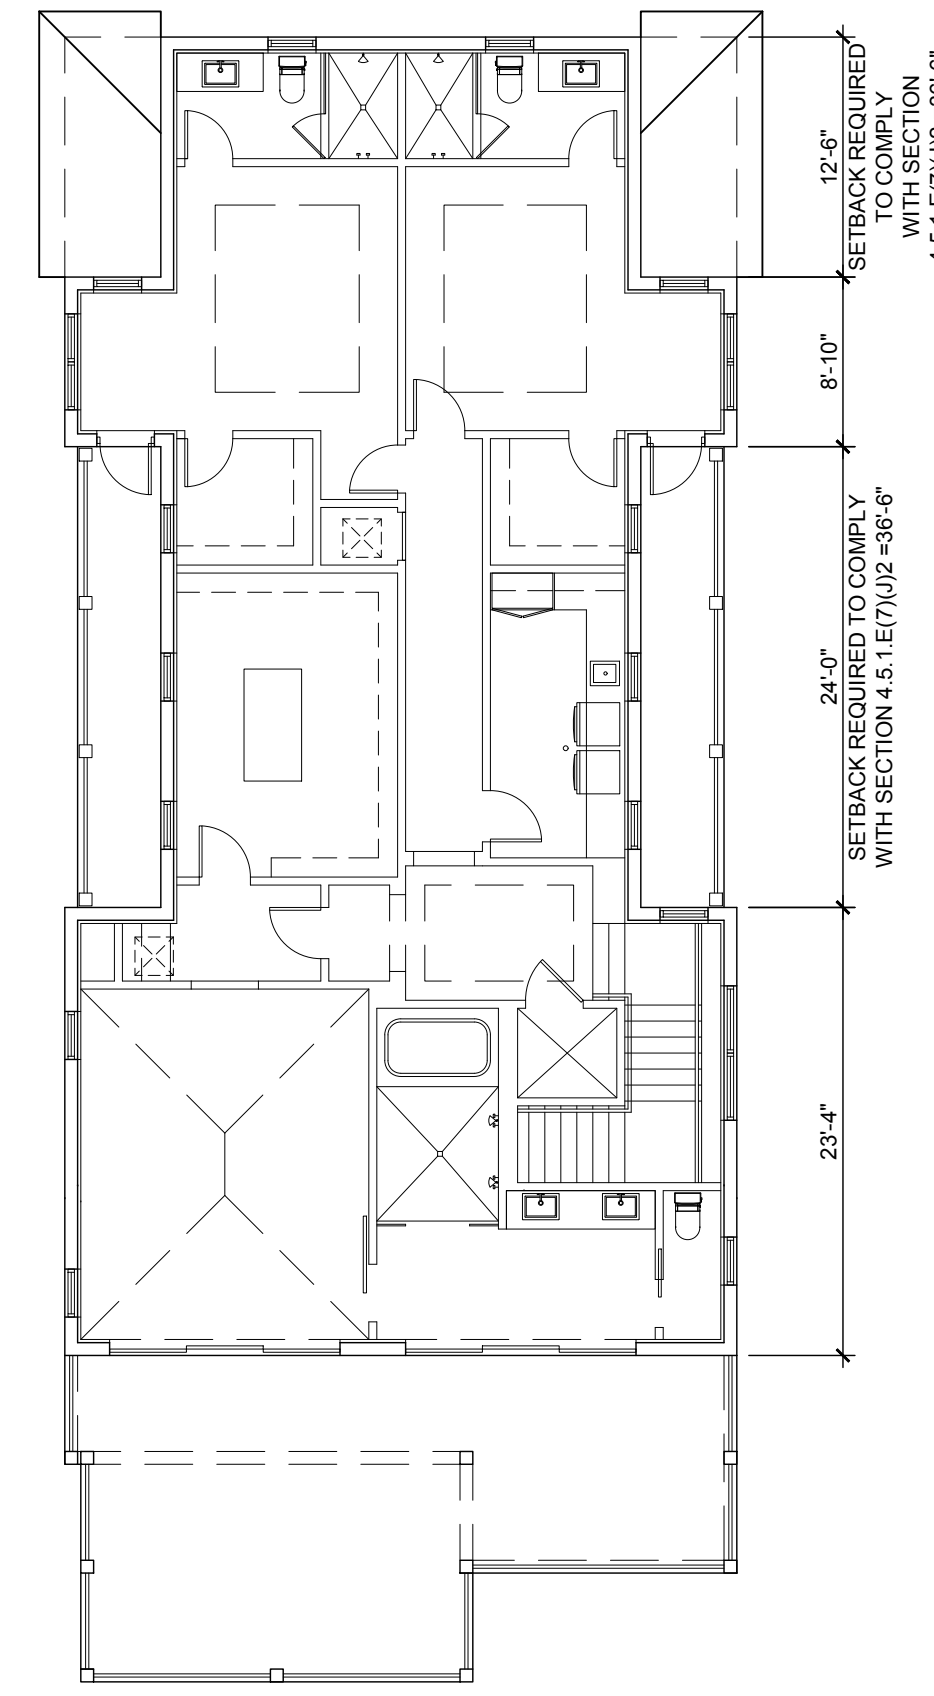 12'-6"
SETBACK REQUIRED
TO COMPLY
WITH SECTION
8'-10"
24'-0"
SETBACK REQUIRED TO COMPLY
WITH SECTION 4.5.1.E(7)(J)2 =36'-6"
23'-4"